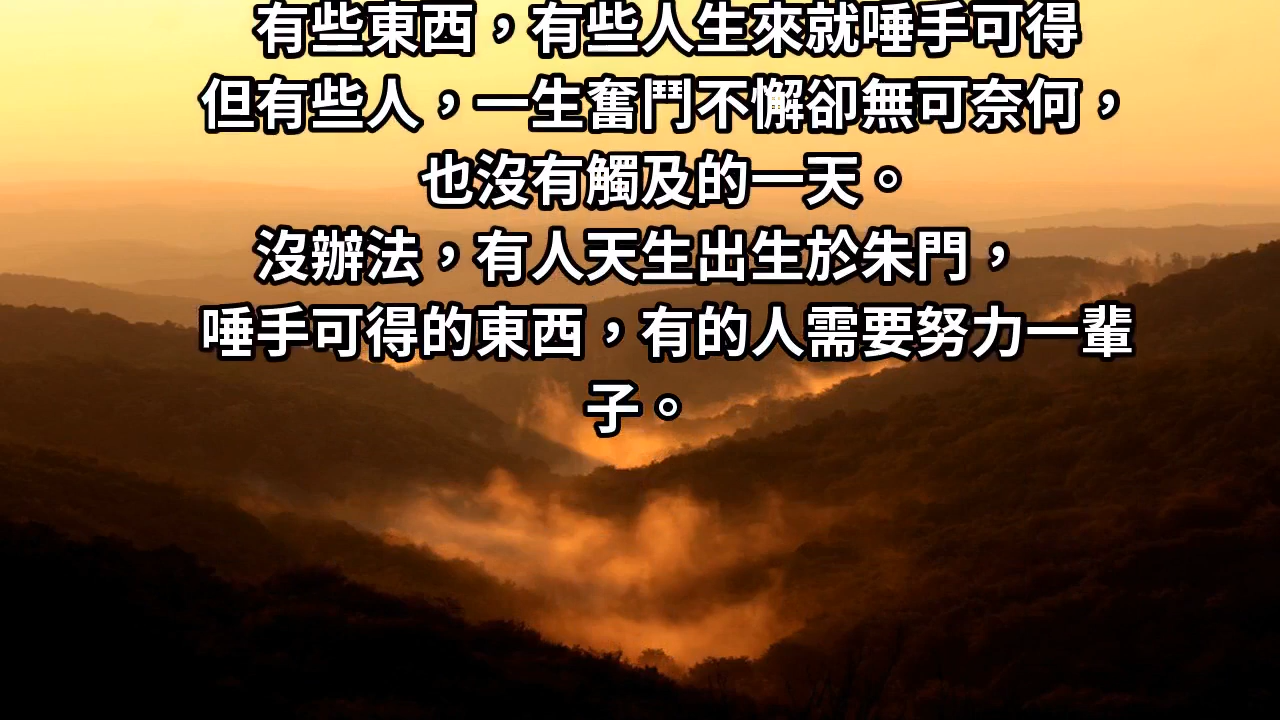 有些東西，有些人生來就唾手可得
但有些人，一生奮鬥不懈卻無可奈何，
也沒有觸及的一天。
沒辦法，有人天生出生於朱門，
唾手可得的東西，有的人需要努力一輩
子。